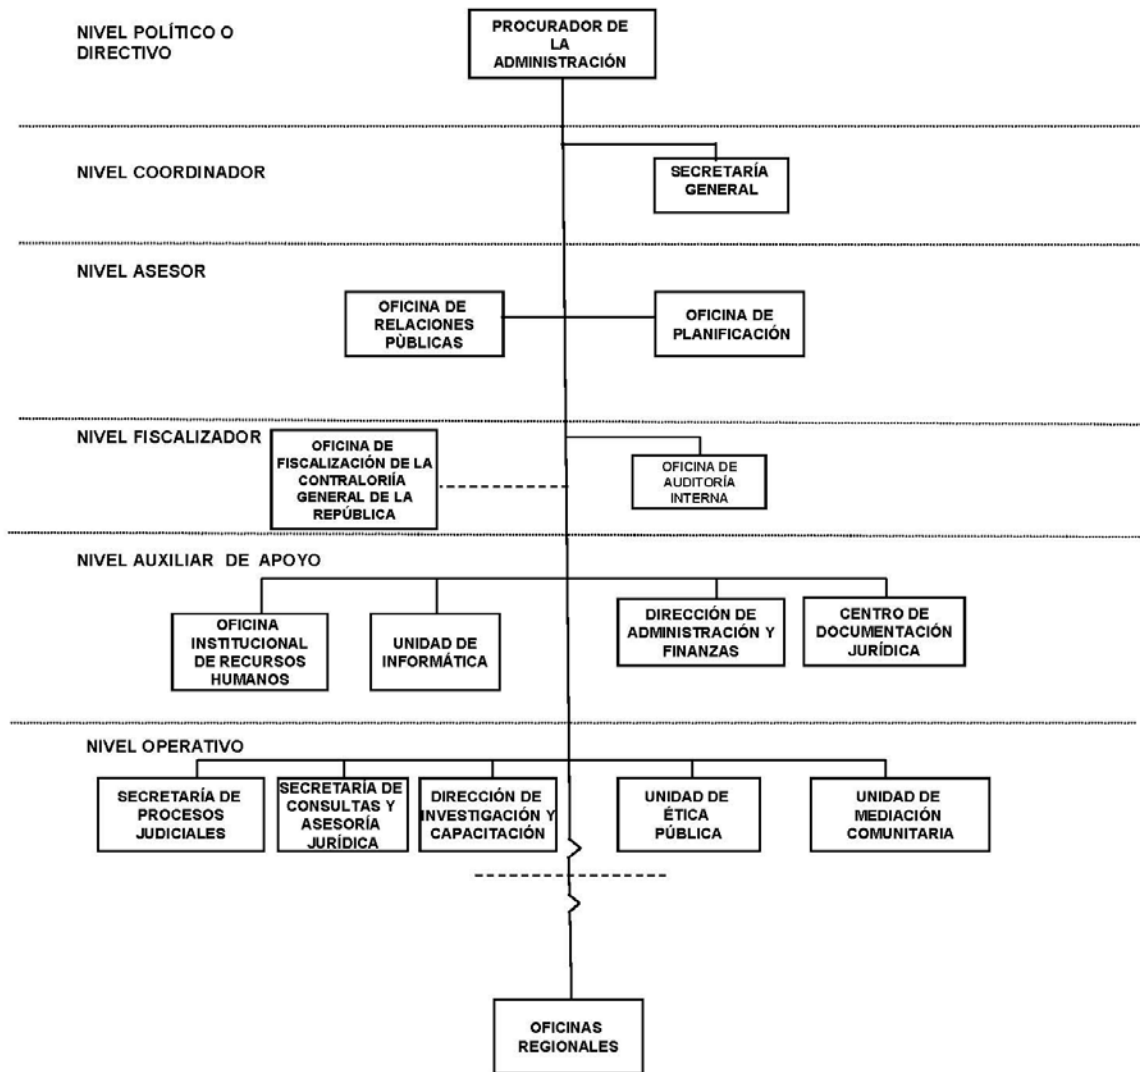 NIVEL POLÍTICO O
DIRECTIVO
PROCURADOR DE
LA
ADMINISTRACIÓN
NIVEL COORDINADOR
SECRETARÍA
GENERAL
NIVEL ASESOR
OFICINA DE
RELACIONES
PÙBLICAS
OFICINA DE
PLANIFICACIÓN
NIVEL FISCALIZADOR
OFICINA DE
FISCALIZACIÓN DE LA
CONTRALORIÍA
GENERAL DE LA
REPÚBLICA
OFICINA DE
AUDITORÍA
INTERNA
NIVEL AUXILIAR DE APOYO
OFICINA
INSTITUCIONAL
DE RECURSOS
HUMANOS
UNIDAD DE
INFORMÁTICA
DIRECCIÓN DE
ADMINISTRACIÓN Y
FINANZAS
CENTRO DE
DOCUMENTACIÓN
JURÍDICA
NIVEL OPERATIVO
SECRETARÍA DE
PROCESOS
JUDICIALES
SECRETARÍA DE
CONSULTAS Y
ASESORÍA
JURÍDICA
DIRECCIÓN DE
INVESTIGACIÓN Y
CAPACITACIÓN
UNIDAD DE
ÉTICA
PÚBLICA
UNIDAD DE
MEDIACIÓN
COMUNITARIA
OFICINAS
REGIONALES